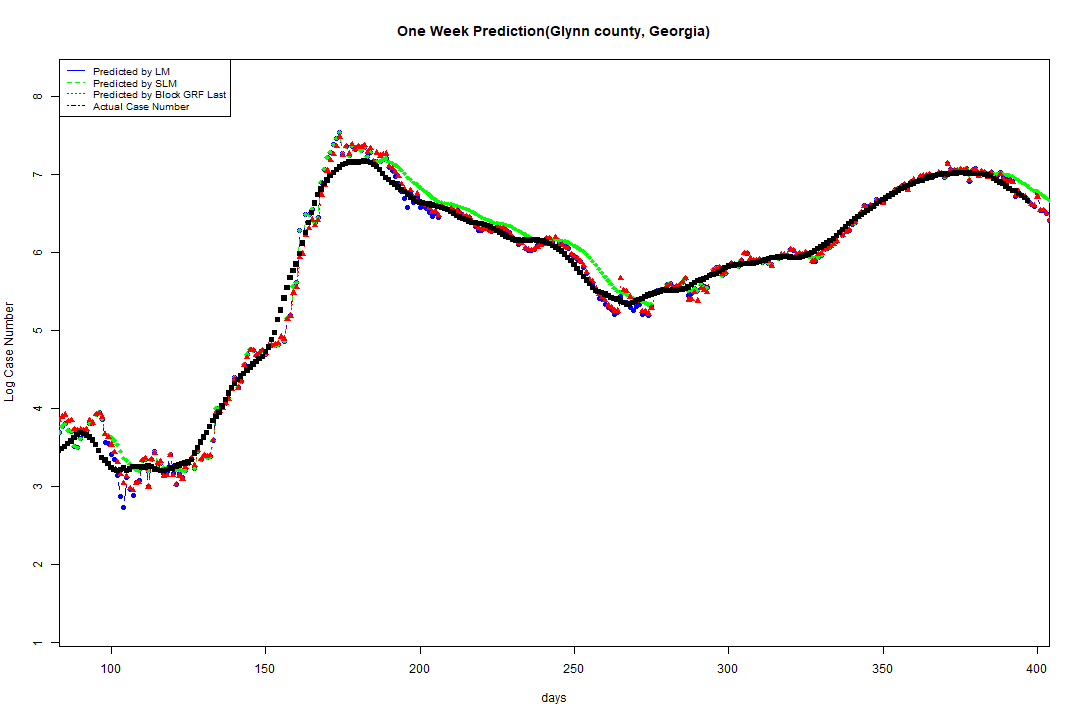 One Week Prediction(Glynn county, Georgia)
Predicted by LM
Predicted by SLM
Predicted by Block GRF Last
Actual Case Number
8
7
6
5
4
3
2
1
Log Case Number
100 150 200 250 300 350 400
days